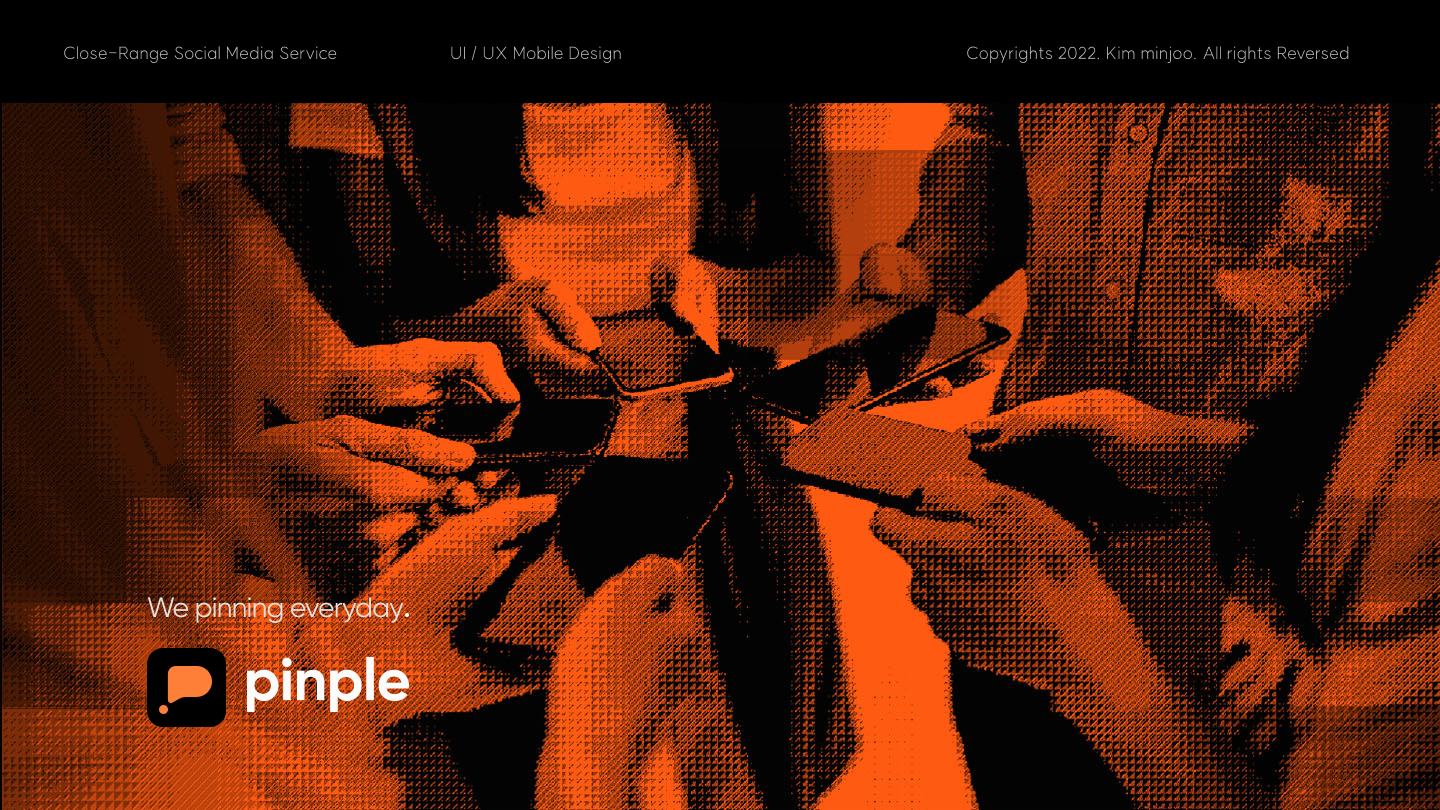 Close-Range Social Media Service
UI / UX Mobile Design
Copyrights 2022. Kim minjoo. All rights Reversed
We pinning everyday.
pinple